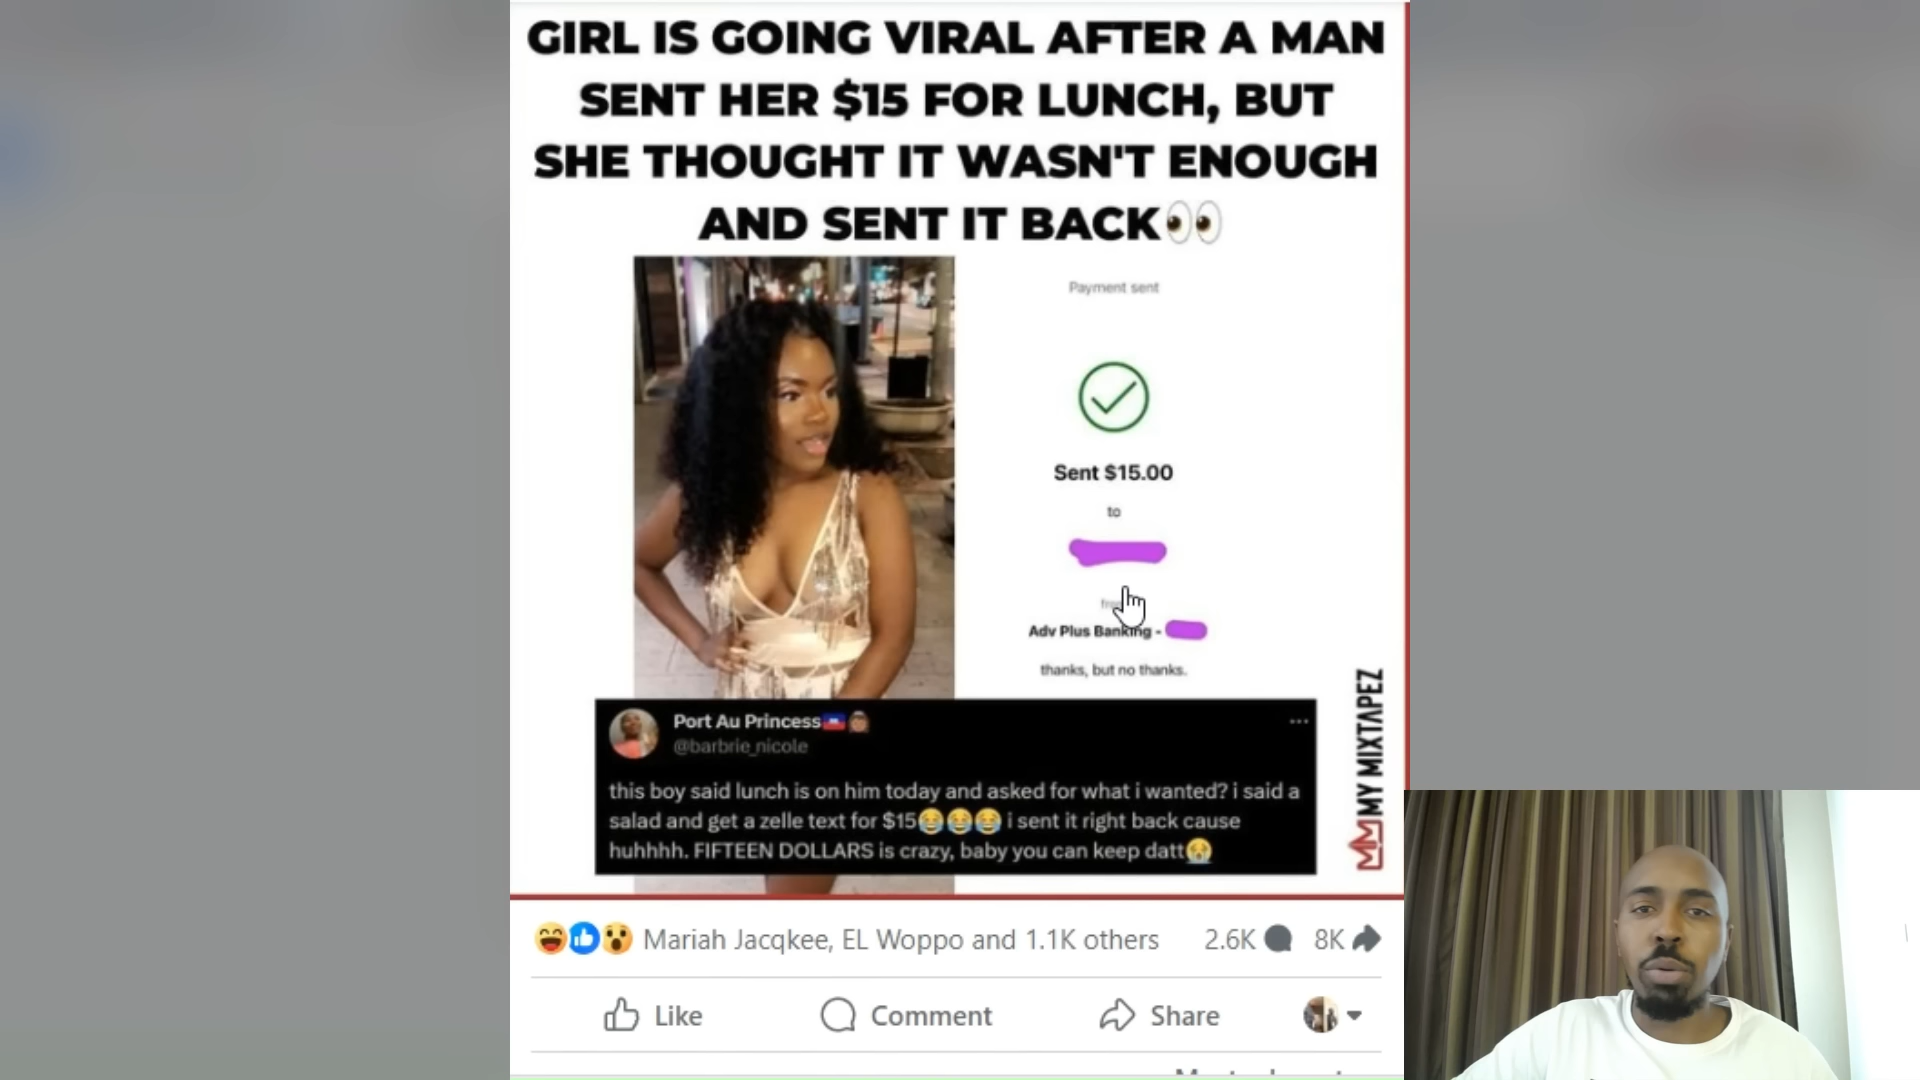 GIRL IS GOING VIRAL AFTER A MAN
SENT HER $15 FOR LUNCH, BUT
SHE THOUGHT IT WASN'T ENOUGH
AND SENT IT BACK👀
Payment sent
Sent $15.00
to
Adv Plus Banking -
thanks, but no thanks.
Port Au Princess🇭🇹👸🏾
@barbrie_nicole
this boy said lunch is on him today and asked for what i wanted? i said a
salad and get a zelle text for $15😂😂😂 i sent it right back cause
huhhhh. FIFTEEN DOLLARS is crazy, baby you can keep datt😭
MY MIXTAPEZ
Mariah Jacqkee, EL Woppo and 1.1K others
2.6K
8K
Like
Comment
Share